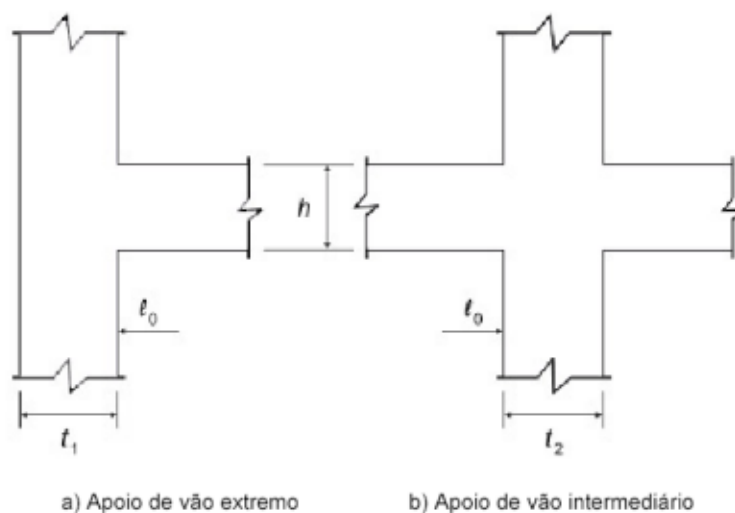 h
ℓ₀
ℓ₀
t₁
t₂
a) Apoio de vão extremo
b) Apoio de vão intermediário